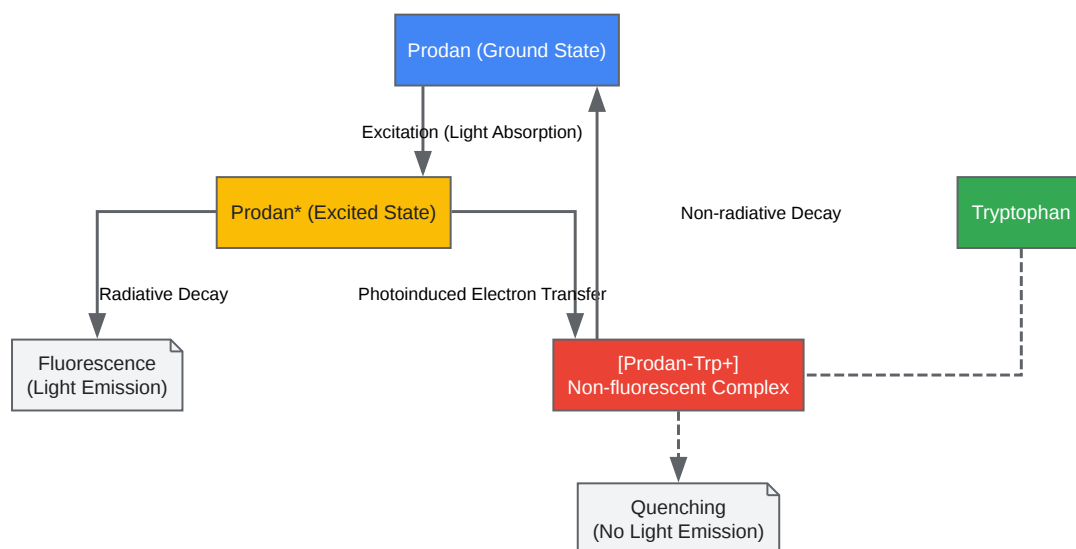 Prodan (Ground State)
Excitation (Light Absorption)
Prodan* (Excited State)
Non-radiative Decay
Tryptophan
Radiative Decay
Photoinduced Electron Transfer
Fluorescence
(Light Emission)
[Prodan-Trp+]
Non-fluorescent Complex
Quenching
(No Light Emission)